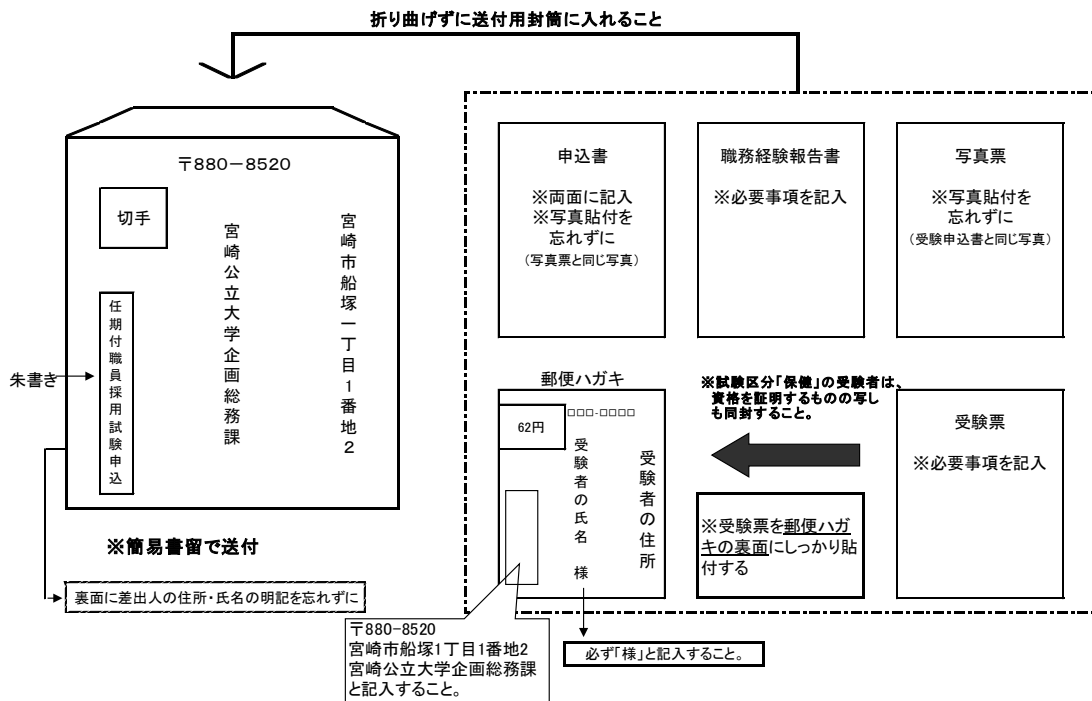 折り曲げずに送付用封筒に入れること
〒880－8520
切手
宮崎市船塚一丁目1番地2
宮崎公立大学企画総務課
任期付職員採用試験申込
朱書き
※簡易書留で送付
裏面に差出人の住所・氏名の明記を忘れずに
申込書
※両面に記入
※写真貼付を
忘れずに
（写真票と同じ写真）
職務経験報告書
※必要事項を記入
写真票
※写真貼付を
忘れずに
（受験申込書と同じ写真）
郵便ハガキ
62円
□□□-□□□□
受験者の住所
受験者の氏名　様
※試験区分「保健」の受験者は、
資格を証明するものの写し
も同封すること。
※受験票を郵便ハガ
キの裏面にしっかり貼
付する
受験票
※必要事項を記入
〒880-8520
宮崎市船塚1丁目1番地2
宮崎公立大学企画総務課
と記入すること。
必ず「様」と記入すること。